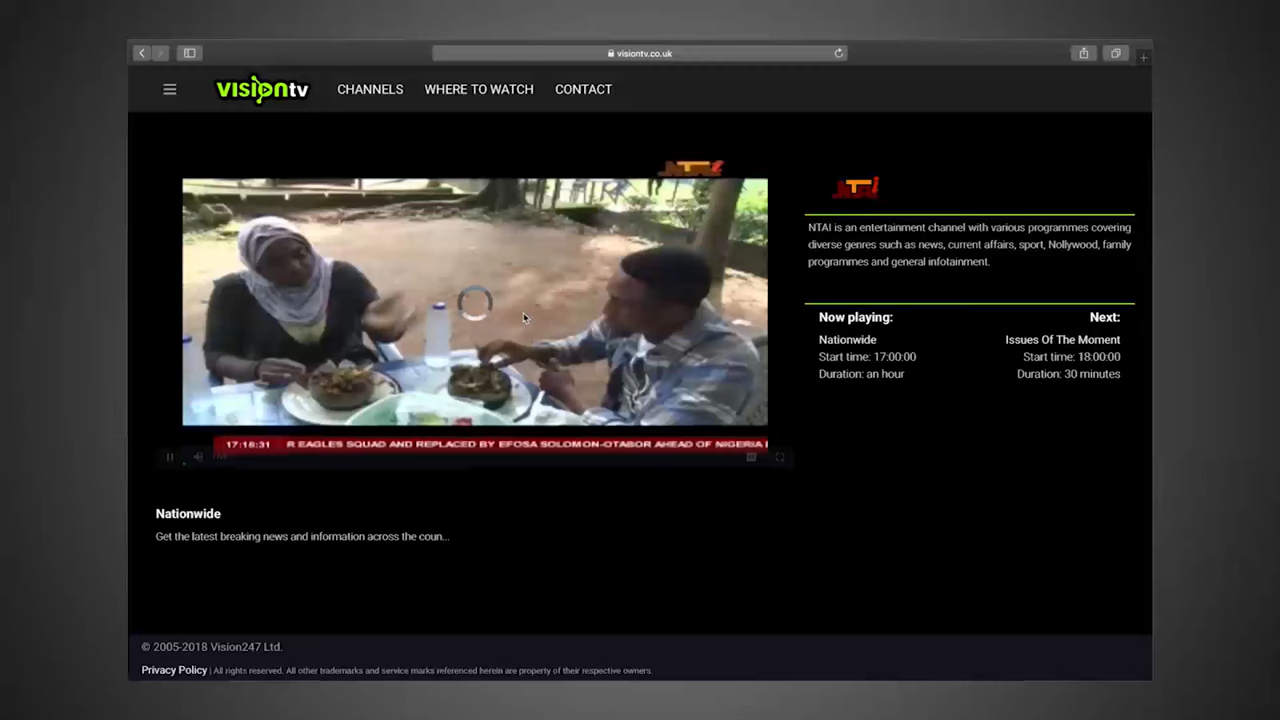 visiontv.co.uk
visiontv
CHANNELS
WHERE TO WATCH
CONTACT
NTAi
NTAi
NTAI is an entertainment channel with various programmes covering
diverse genres such as news, current affairs, sport, Nollywood, family
programmes and general infotainment.
Now playing:
Next:
Nationwide
Issues Of The Moment
Start time: 17:00:00
Start time: 18:00:00
Duration: an hour
Duration: 30 minutes
17:18:31 R EAGLES SQUAD AND REPLACED BY EFOSA SOLOMON-OTABOR AHEAD OF NIGERIA
Nationwide
Get the latest breaking news and information across the coun...
© 2005-2018 Vision247 Ltd.
Privacy Policy | All rights reserved. All other trademarks and service marks referenced herein are property of their respective owners.